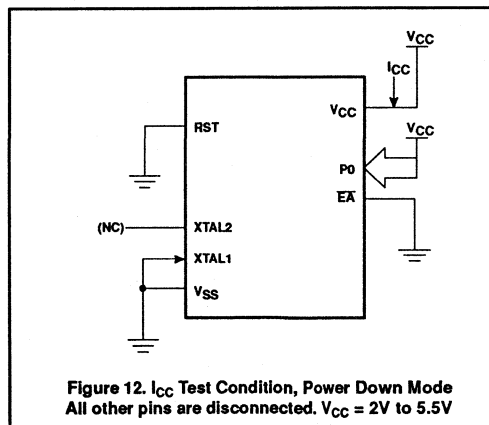 VCC
ICC
VCC
RST
VCC
P0
EA
(NC)
XTAL2
XTAL1
VSS
Figure 12. ICC Test Condition, Power Down Mode
All other pins are disconnected. VCC = 2V to 5.5V